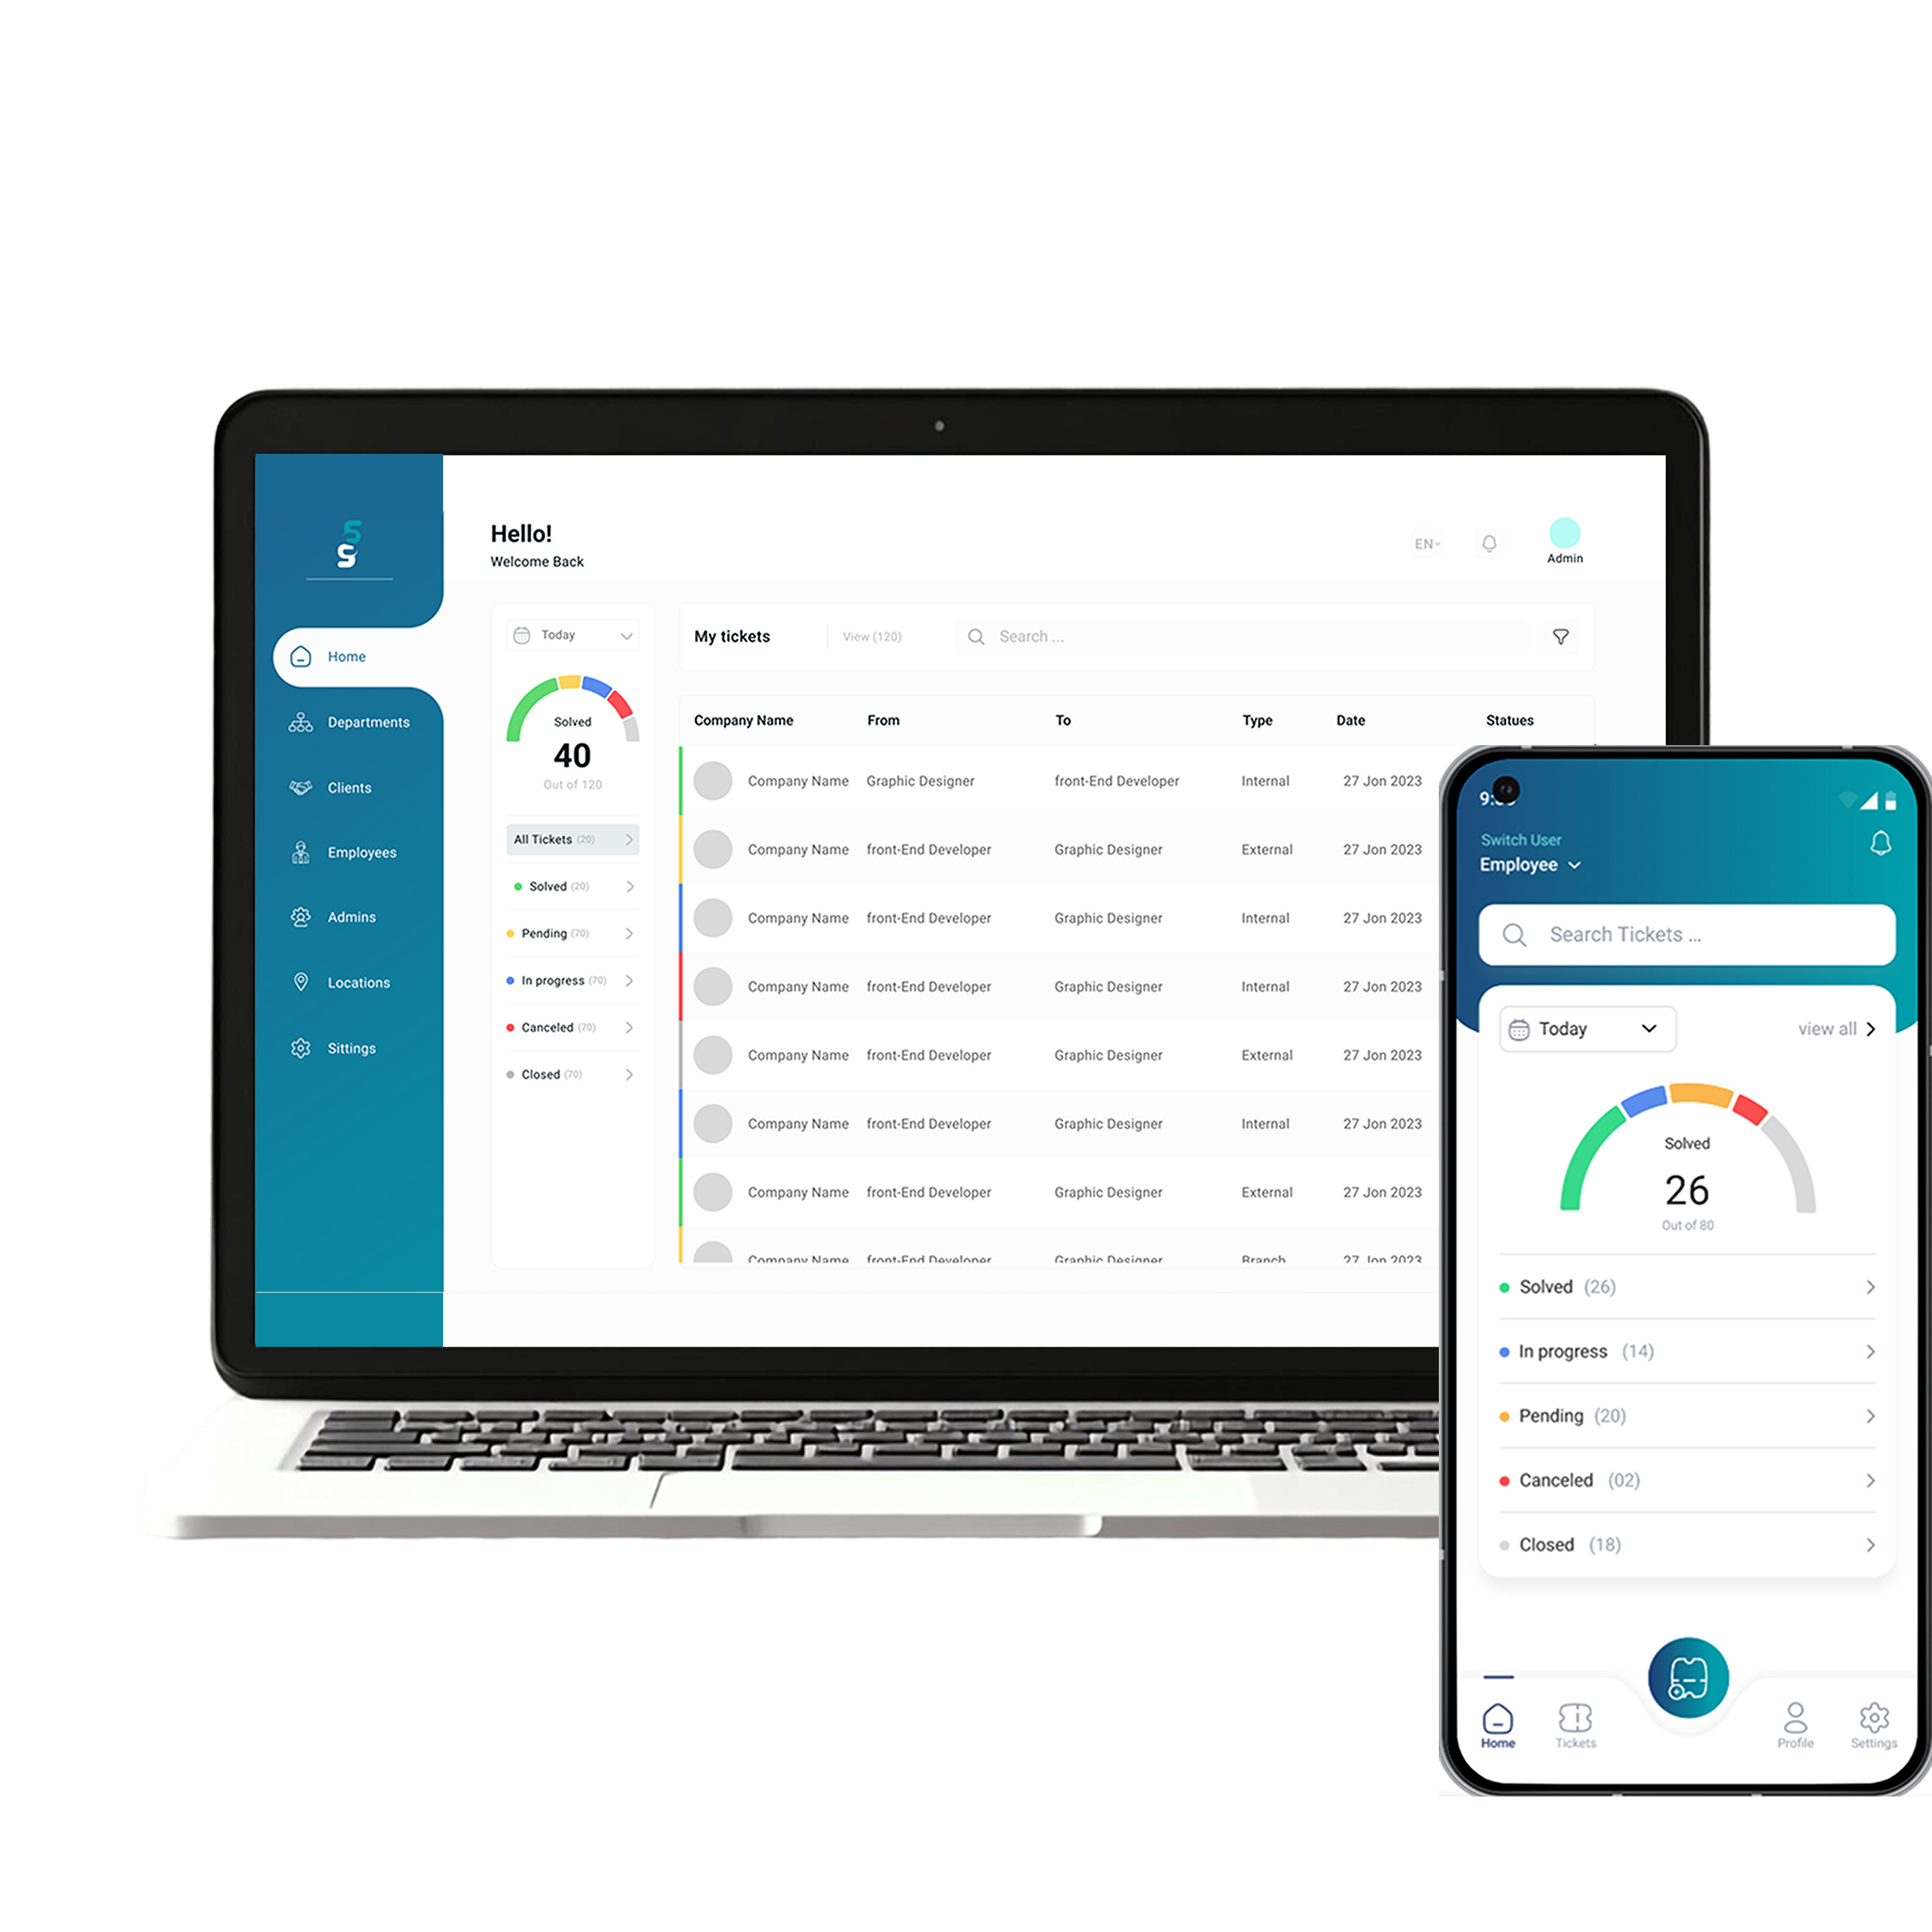 Hello!
Welcome Back
EN
Admin
Home
Departments
Clients
Employees
Admins
Locations
Sittings
Today
Solved
40
Out of 120
All Tickets (20)
Solved (20)
Pending (70)
In progress (70)
Canceled (70)
Closed (70)
My tickets View (120) Search ...
Company Name From To Type Date Statues
Company Name Graphic Designer front-End Developer Internal 27 Jon 2023
Company Name front-End Developer Graphic Designer External 27 Jon 2023
Company Name front-End Developer Graphic Designer Internal 27 Jon 2023
Company Name front-End Developer Graphic Designer Internal 27 Jon 2023
Company Name front-End Developer Graphic Designer External 27 Jon 2023
Company Name front-End Developer Graphic Designer Internal 27 Jon 2023
Company Name front-End Developer Graphic Designer External 27 Jon 2023
Company Name front-End Developer Graphic Designer Branch 27 Jon 2023
Switch User
Employee
Search Tickets ...
Today view all
Solved
26
Out of 80
Solved (26)
In progress (14)
Pending (20)
Canceled (02)
Closed (18)
Home Tickets Profile Settings